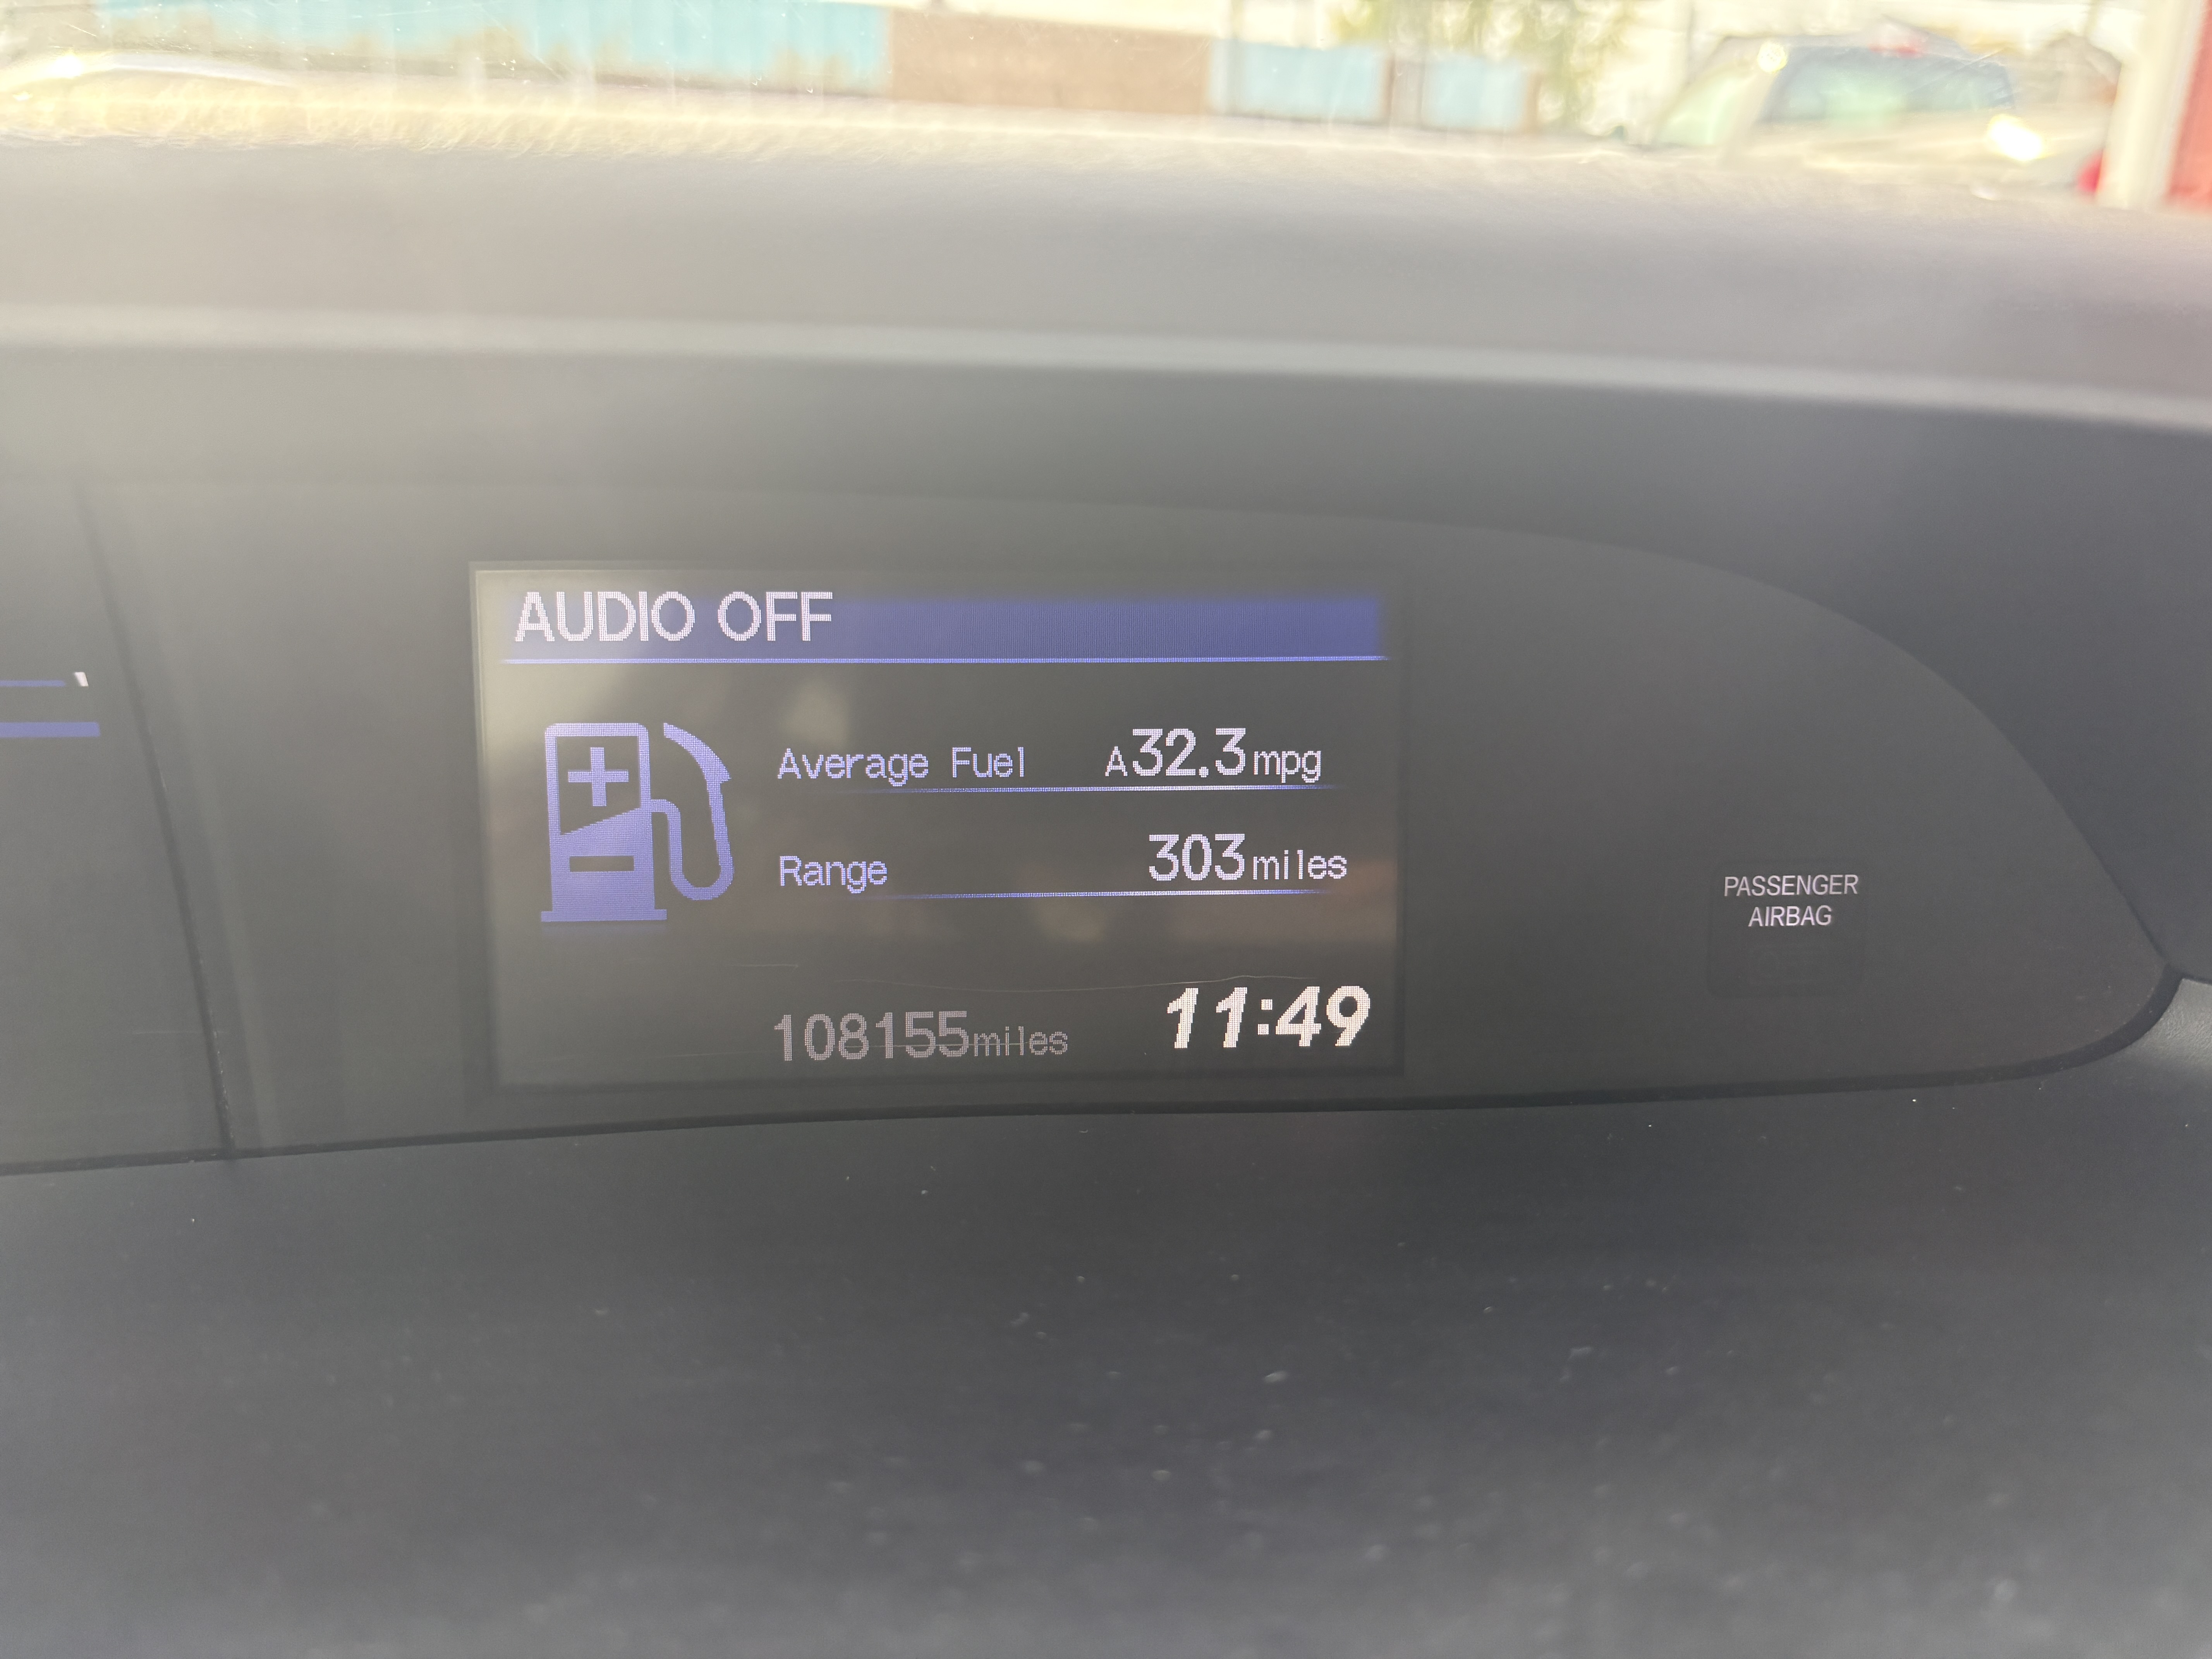 AUDIO OFF
Average Fuel A32.3mpg
Range 303miles
108155miles 11:49
PASSENGER
AIRBAG